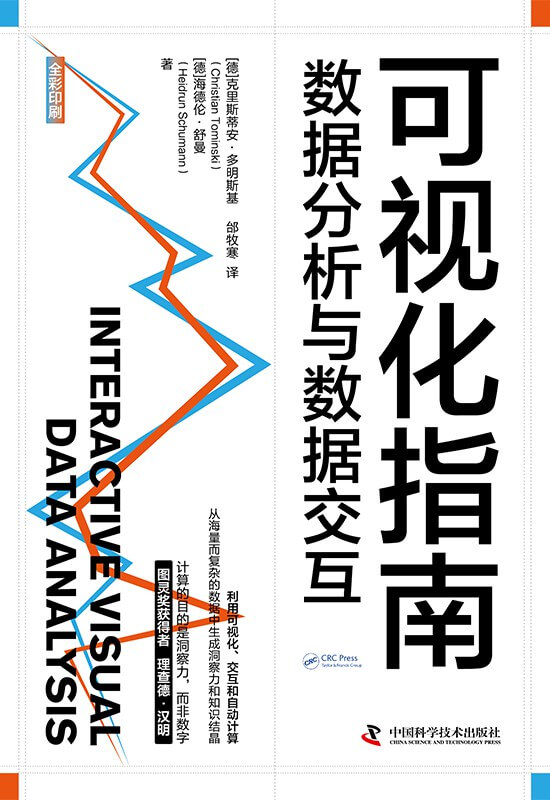 可视化指南
数据分析与数据交互
[德]克里斯蒂安·多明斯基
(Christian Tominski)
[德]海德伦·舒曼
(Heidrun Schumann)
著
邰牧寒 译
全彩印刷
INTERACTIVE VISUAL
DATA ANALYSIS
利用可视化、交互和自动计算
从海量而复杂的数据中生成洞察力和知识结晶
计算的目的是洞察力，而非数字
图灵奖获得者 理查德·汉明
CRC
CRC Press
Taylor & Francis Group
中国科学技术出版社
CHINA SCIENCE AND TECHNOLOGY PRESS